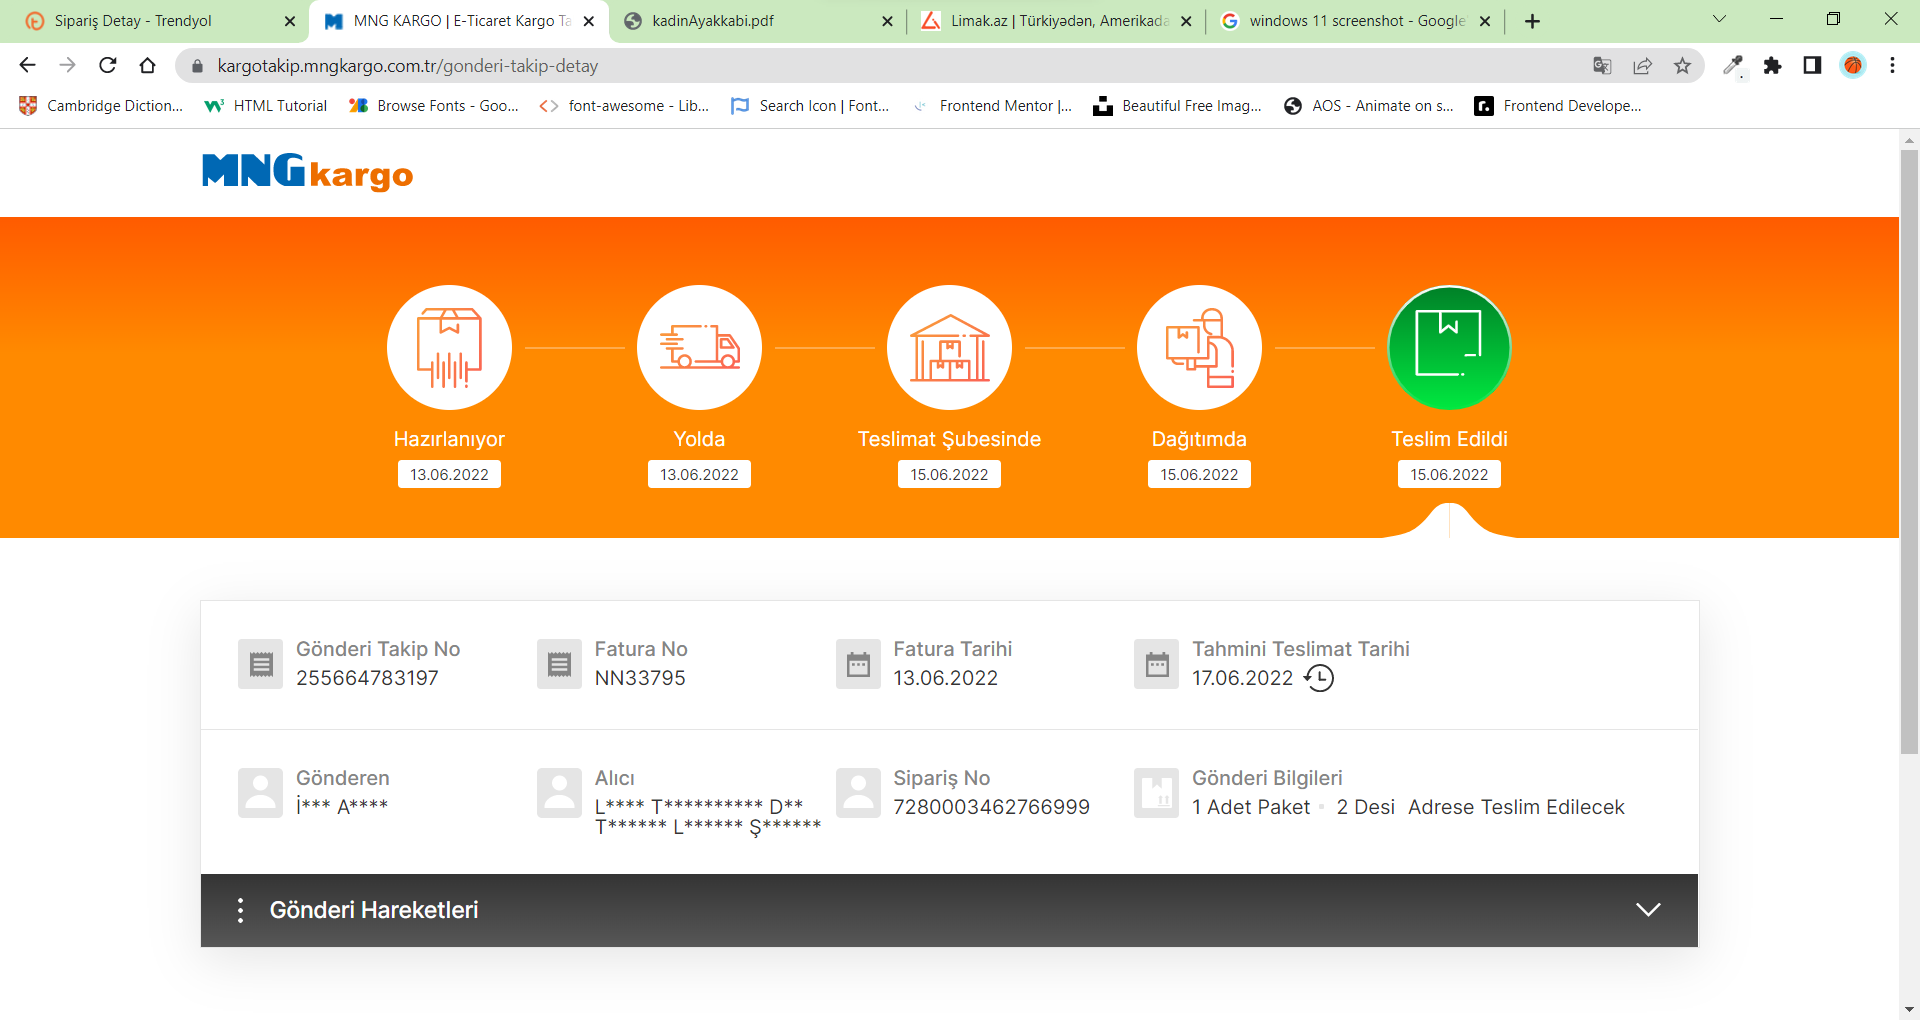 Sipariş Detay - Trendyol
MNG KARGO | E-Ticaret Kargo Ta
kadinAyakkabi.pdf
Limak.az | Türkiyədən, Amerikada
windows 11 screenshot - Google
kargotakip.mngkargo.com.tr/gonderi-takip-detay
Cambridge Diction...
HTML Tutorial
Browse Fonts - Goo...
font-awesome - Lib...
Search Icon | Font...
Frontend Mentor |...
Beautiful Free Imag...
AOS - Animate on s...
Frontend Develope...
MNG kargo
Hazırlanıyor
13.06.2022
Yolda
13.06.2022
Teslimat Şubesinde
15.06.2022
Dağıtımda
15.06.2022
Teslim Edildi
15.06.2022
Gönderi Takip No
255664783197
Fatura No
NN33795
Fatura Tarihi
13.06.2022
Tahmini Teslimat Tarihi
17.06.2022
Gönderen
İ*** A****
Alıcı
L**** T********** D**
T****** L****** Ş******
Sipariş No
7280003462766999
Gönderi Bilgileri
1 Adet Paket 2 Desi Adrese Teslim Edilecek
Gönderi Hareketleri